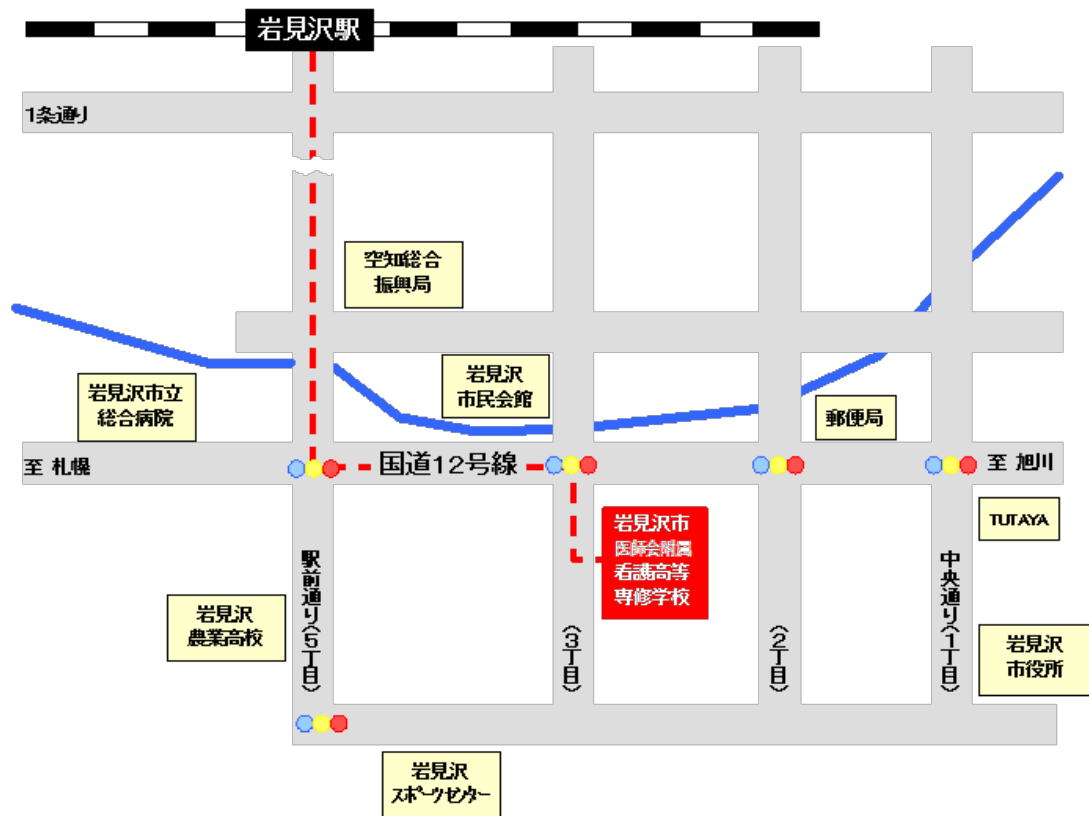 岩見沢駅
1条通り
空知総合
振興局
岩見沢
市民会館
岩見沢市立
総合病院
郵便局
至 札幌
国道12号線
至 旭川
TUTAYA
岩見沢市
医師会附属
看護高等
専修学校
駅前通り(5丁目)
(3丁目)
(2丁目)
中央通り(1丁目)
岩見沢
農業高校
岩見沢
市役所
岩見沢
スポーツセンター